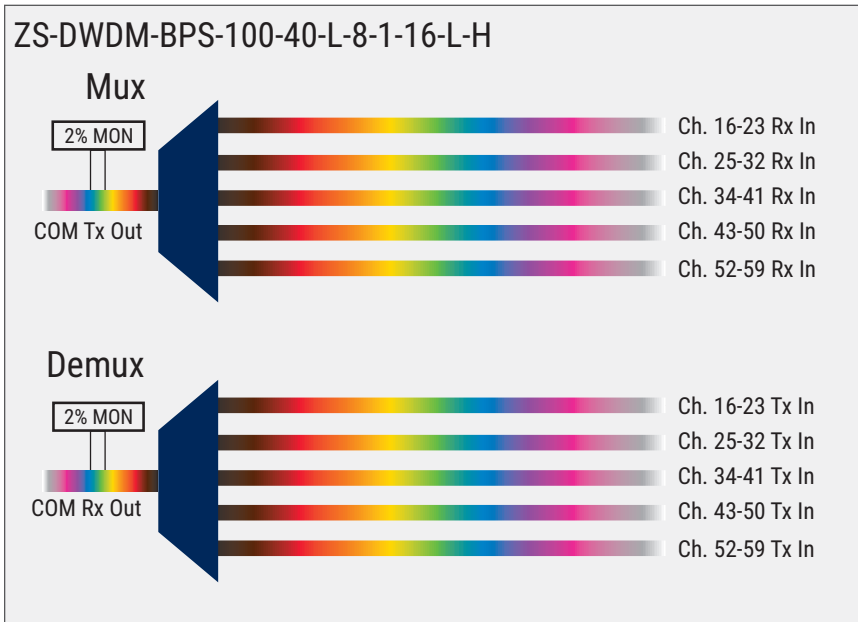 ZS-DWDM-BPS-100-40-L-8-1-16-L-H
Mux
2% MON
COM Tx Out
Ch. 16-23 Rx In
Ch. 25-32 Rx In
Ch. 34-41 Rx In
Ch. 43-50 Rx In
Ch. 52-59 Rx In
Demux
2% MON
COM Rx Out
Ch. 16-23 Tx In
Ch. 25-32 Tx In
Ch. 34-41 Tx In
Ch. 43-50 Tx In
Ch. 52-59 Tx In